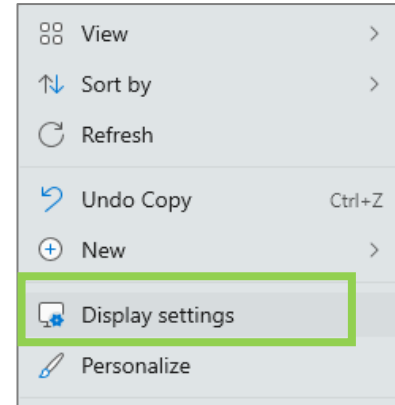 View
Sort by
Refresh
Undo Copy Ctrl+Z
New
Display settings
Personalize